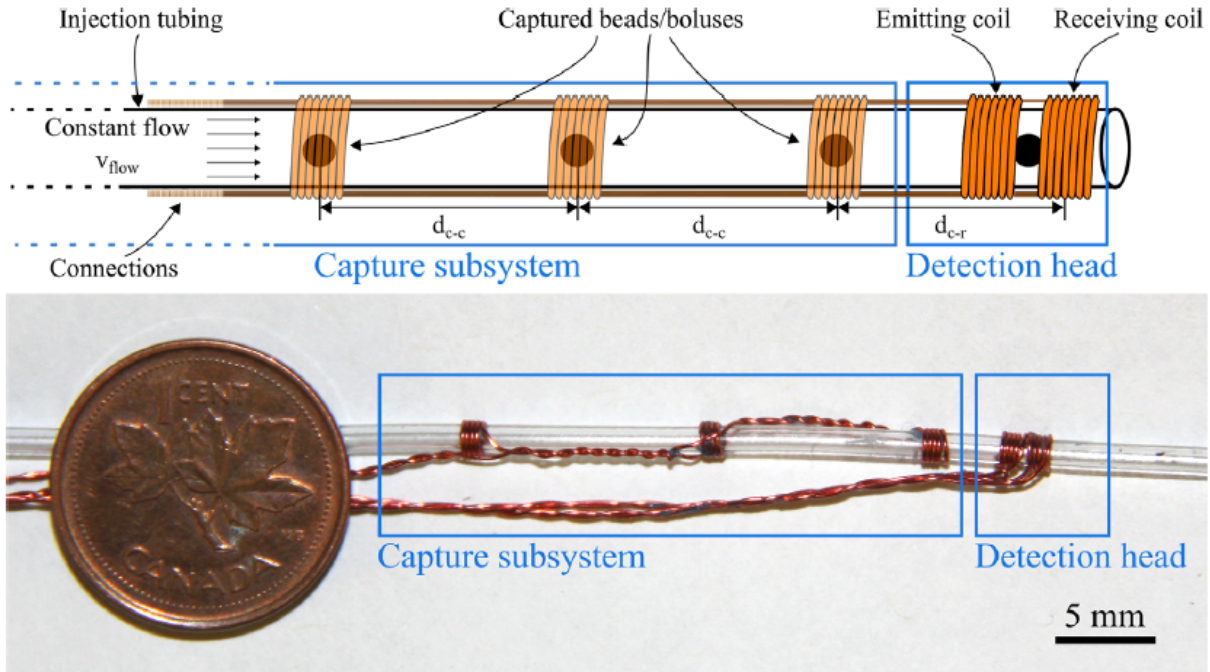 Injection tubing
Captured beads/boluses
Emitting coil
Receiving coil
Constant flow
v_flow
d_c-c
d_c-c
d_c-r
Connections
Capture subsystem
Detection head
1 CENT
CANADA
Capture subsystem
Detection head
5 mm